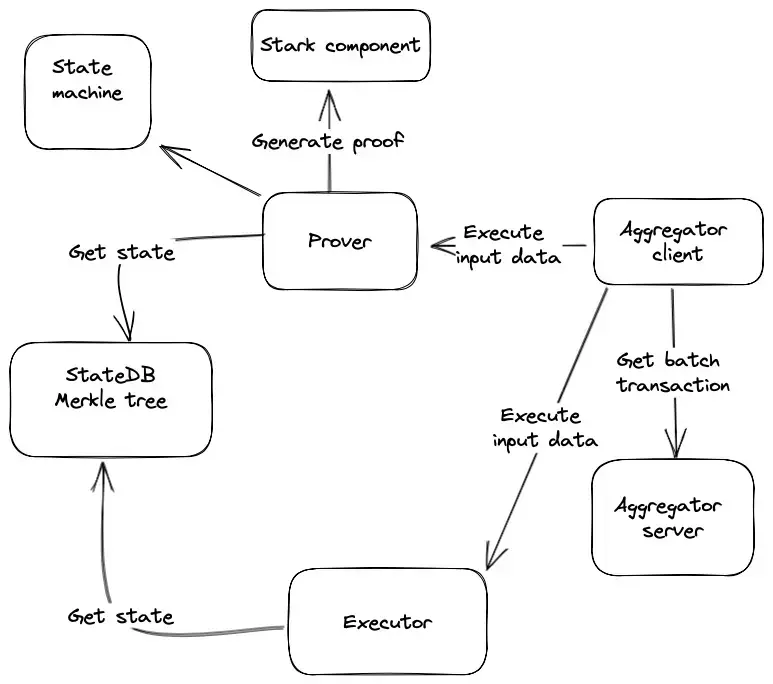 Stark component
State
machine
Generate proof
Prover
Execute
input data
Aggregator
client
Get state
StateDB
Merkle tree
Get batch
transaction
Execute
input data
Aggregator
server
Get state
Executor